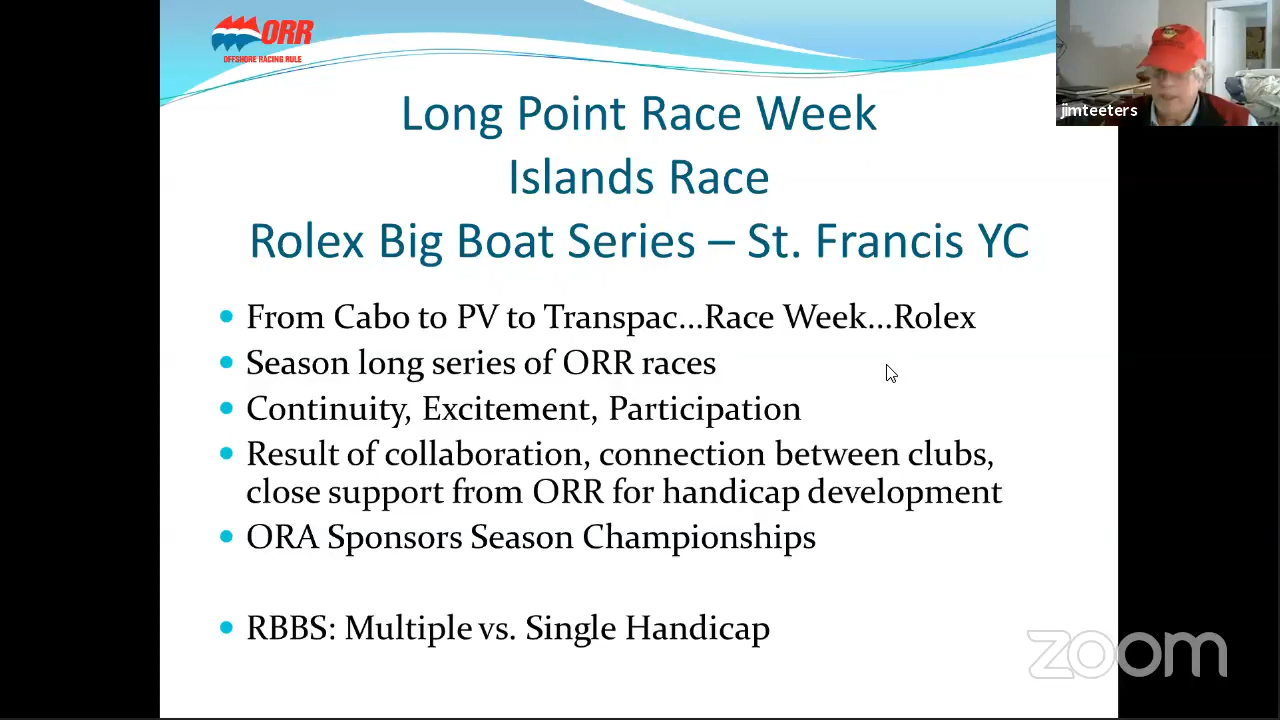 ORR
OFFSHORE RACING RULE
jimteeters
Long Point Race Week
Islands Race
Rolex Big Boat Series – St. Francis YC
• From Cabo to PV to Transpac...Race Week...Rolex
• Season long series of ORR races
• Continuity, Excitement, Participation
• Result of collaboration, connection between clubs,
close support from ORR for handicap development
• ORA Sponsors Season Championships
• RBBS: Multiple vs. Single Handicap
zoom